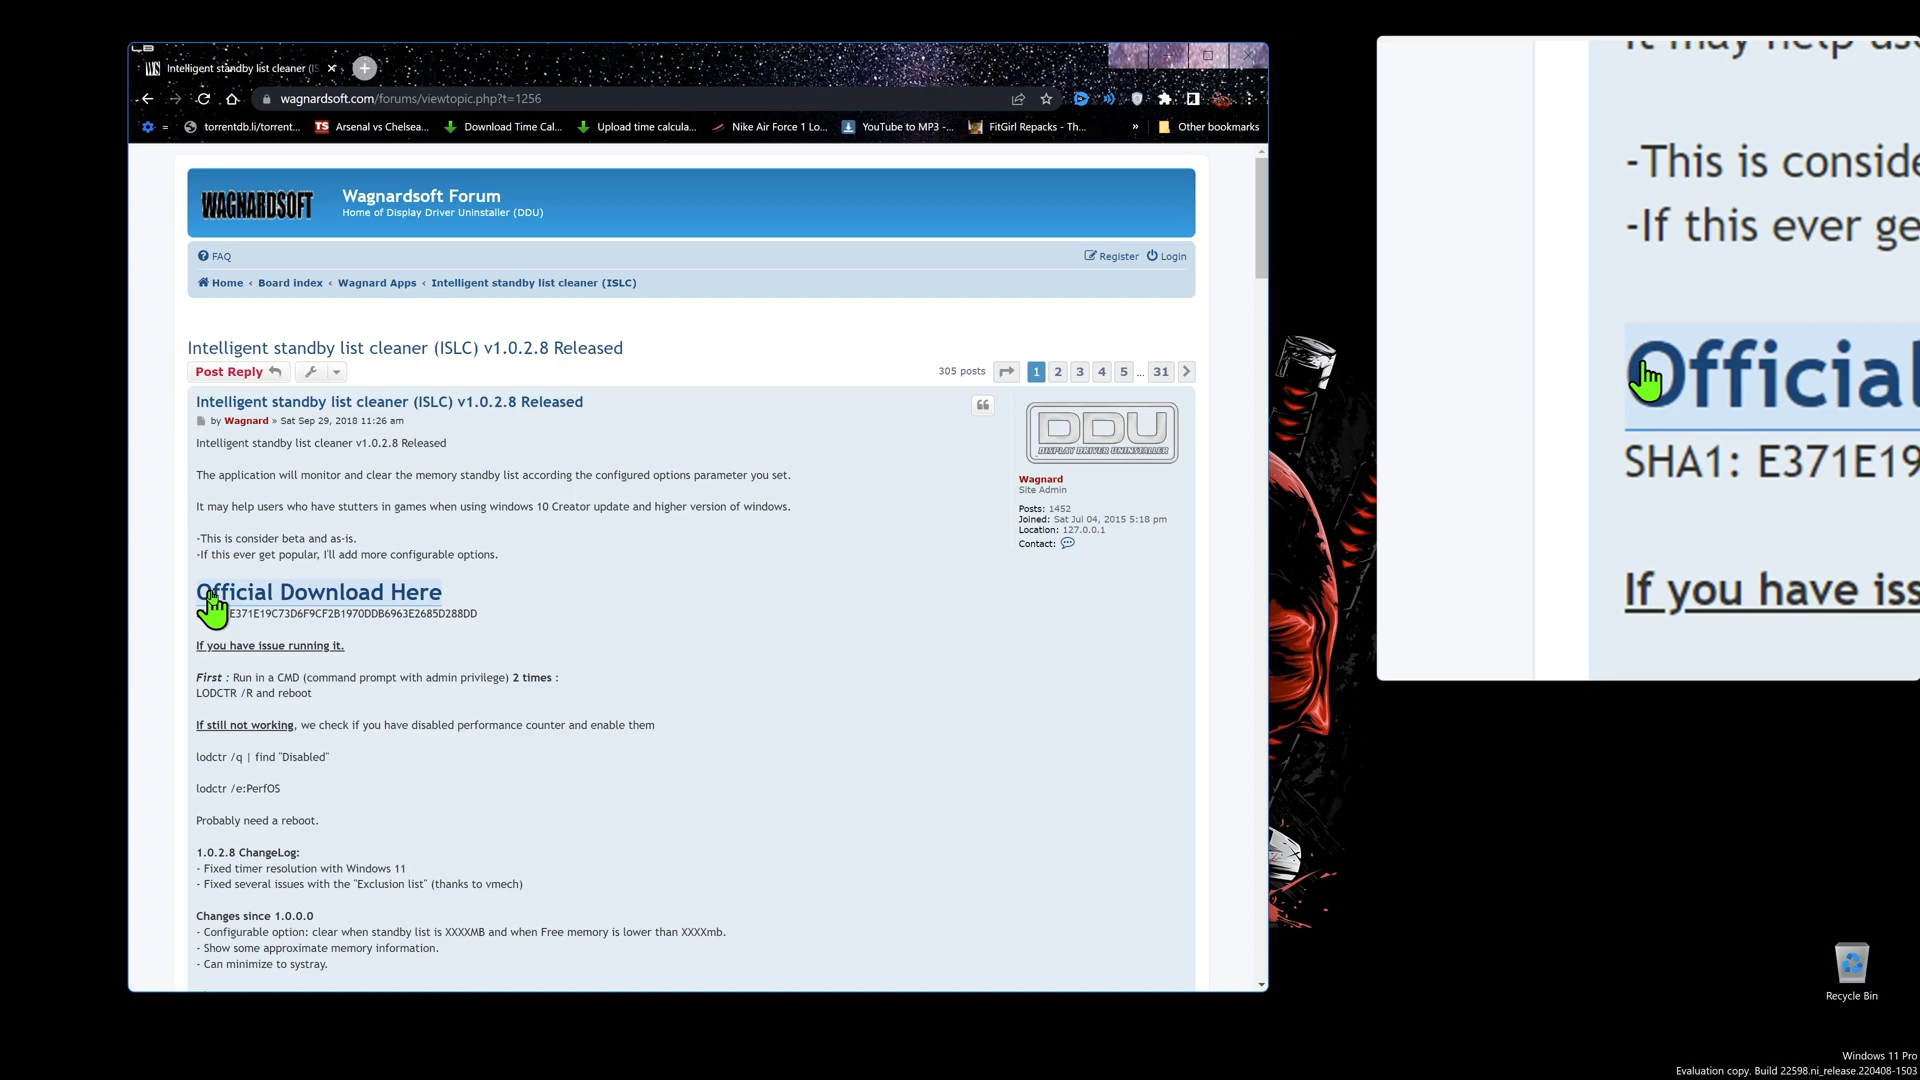 Intelligent standby list cleaner (IS
wagnardsoft.com/forums/viewtopic.php?t=1256
torrentdb.li/torrent...
TS Arsenal vs Chelsea...
Download Time Cal...
Upload time calcula...
Nike Air Force 1 Lo...
YouTube to MP3 -...
FitGirl Repacks - Th...
» Other bookmarks
WAGNARDSOFT
Wagnardsoft Forum
Home of Display Driver Uninstaller (DDU)
FAQ
Register Login
Home ‹ Board index ‹ Wagnard Apps ‹ Intelligent standby list cleaner (ISLC)
Intelligent standby list cleaner (ISLC) v1.0.2.8 Released
Post Reply
305 posts 1 2 3 4 5 ... 31
Intelligent standby list cleaner (ISLC) v1.0.2.8 Released
by Wagnard » Sat Sep 29, 2018 11:26 am
Intelligent standby list cleaner v1.0.2.8 Released
The application will monitor and clear the memory standby list according the configured options parameter you set.
It may help users who have stutters in games when using windows 10 Creator update and higher version of windows.
-This is consider beta and as-is.
-If this ever get popular, I'll add more configurable options.
Official Download Here
E371E19C73D6F9CF2B1970DDB6963E2685D288DD
If you have issue running it.
First : Run in a CMD (command prompt with admin privilege) 2 times :
LODCTR /R and reboot
If still not working, we check if you have disabled performance counter and enable them
lodctr /q | find "Disabled"
lodctr /e:PerfOS
Probably need a reboot.
1.0.2.8 ChangeLog:
- Fixed timer resolution with Windows 11
- Fixed several issues with the "Exclusion list" (thanks to vmech)
Changes since 1.0.0.0
- Configurable option: clear when standby list is XXXXMB and when Free memory is lower than XXXXmb.
- Show some approximate memory information.
- Can minimize to systray.
DDU
DISPLAY DRIVER UNINSTALLER
Wagnard
Site Admin
Posts: 1452
Joined: Sat Jul 04, 2015 5:18 pm
Location: 127.0.0.1
Contact:
It may help us
-This is conside
-If this ever ge
Official
SHA1: E371E19
If you have iss
Recycle Bin
Windows 11 Pro
Evaluation copy. Build 22598.ni_release.220408-1503